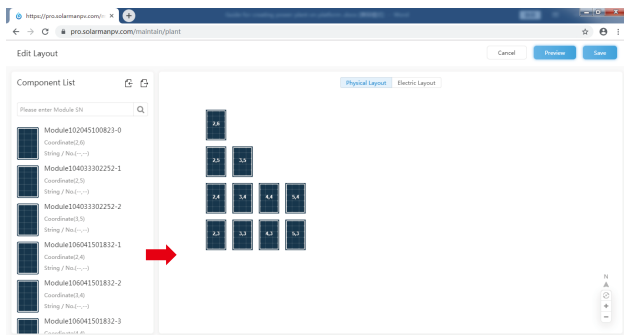 https://pro.solarmanpv.com/m
pro.solarmanpv.com/maintain/plant
Edit Layout
Cancel
Preview
Save
Component List
Physical Layout
Electric Layout
Please enter Module SN
Module102045100823-0
Coordinate(2,6)
String / No.(--,--)
Module104033302252-1
Coordinate(2,5)
String / No.(--,--)
Module104033302252-2
Coordinate(3,5)
String / No.(--,--)
Module106041501832-1
Coordinate(2,4)
String / No.(--,--)
Module106041501832-2
Coordinate(3,4)
String / No.(--,--)
Module106041501832-3
Coordinate(4,4)
2,6
2,5
3,5
2,4
3,4
4,4
5,4
2,3
3,3
4,3
5,3
N